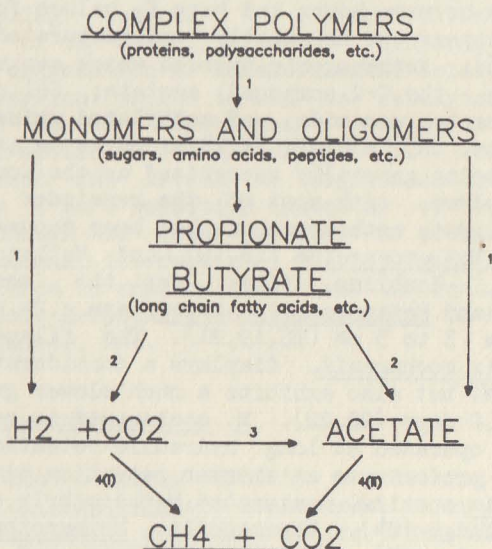 COMPLEX POLYMERS
(proteins, polysaccharides, etc.)
1
MONOMERS AND OLIGOMERS
(sugars, amino acids, peptides, etc.)
1
1
1
PROPIONATE
BUTYRATE
(long chain fatty acids, etc.)
2
2
H2 +CO2
3
ACETATE
4(I)
4(II)
CH4 + CO2